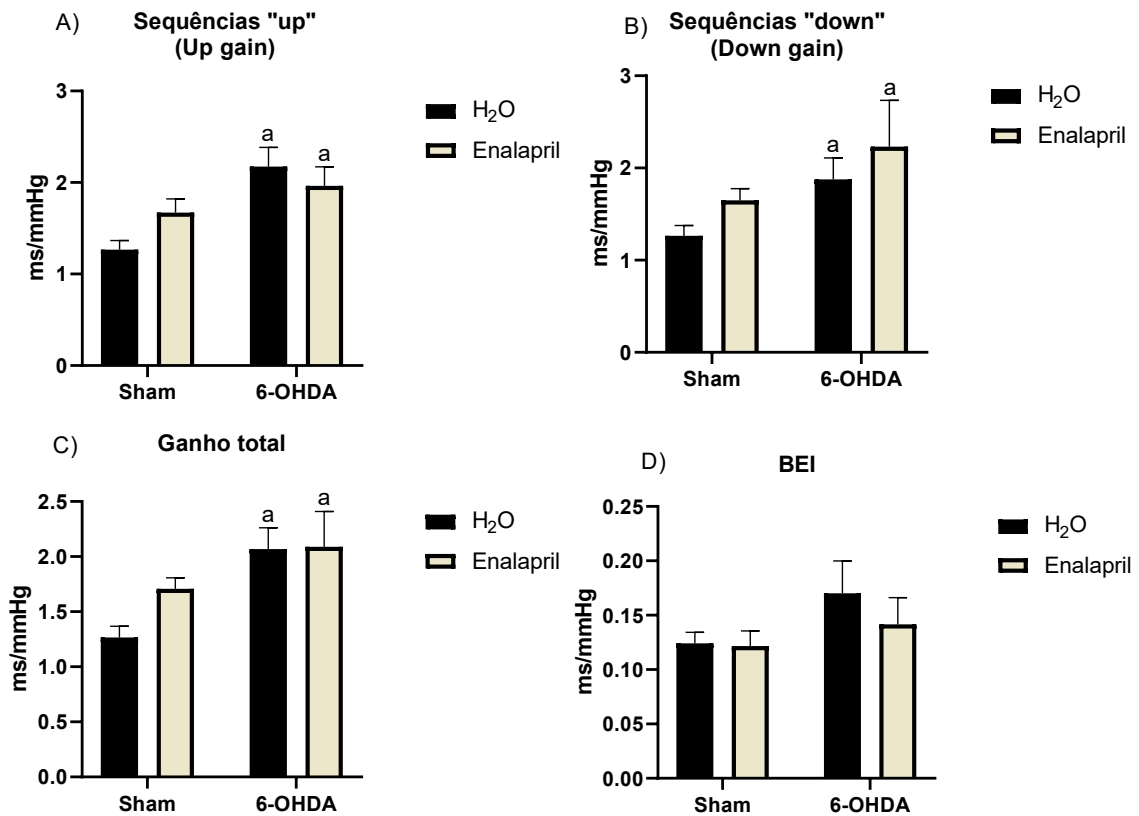 A)
Sequências "up"
(Up gain)
3
2
1
0
ms/mmHg
a
a
Sham
6-OHDA
H₂O
Enalapril
B)
Sequências "down"
(Down gain)
3
2
1
0
ms/mmHg
a
a
Sham
6-OHDA
H₂O
Enalapril
C)
Ganho total
2.5
2.0
1.5
1.0
0.5
0.0
ms/mmHg
a
a
Sham
6-OHDA
H₂O
Enalapril
D)
BEI
0.25
0.20
0.15
0.10
0.05
0.00
ms/mmHg
Sham
6-OHDA
H₂O
Enalapril